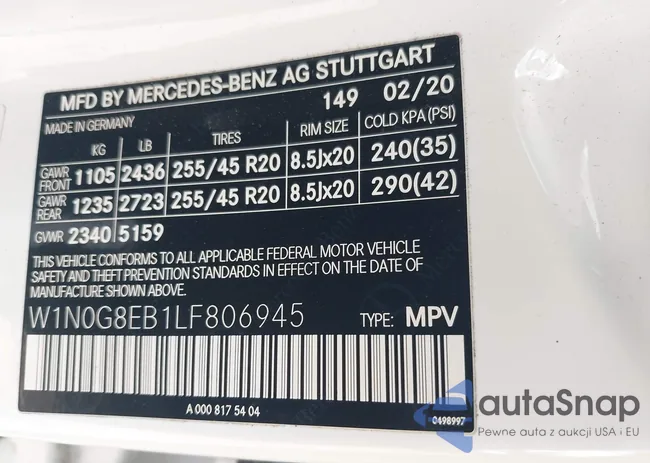 MFD BY MERCEDES-BENZ AG STUTTGART
149 02/20
MADE IN GERMANY
KG LB TIRES RIM SIZE COLD KPA (PSI)
GAWR FRONT 1105 2436 255/45 R20 8.5Jx20 240(35)
GAWR REAR 1235 2723 255/45 R20 8.5Jx20 290(42)
GVWR 2340 5159
THIS VEHICLE CONFORMS TO ALL APPLICABLE FEDERAL MOTOR VEHICLE
SAFETY AND THEFT PREVENTION STANDARDS IN EFFECT ON THE DATE OF
MANUFACTURE SHOWN ABOVE.
W1N0G8EB1LF806945 TYPE: MPV
A 000 817 54 04
0498997
autaSnap
Pewne auta z aukcji USA i EU